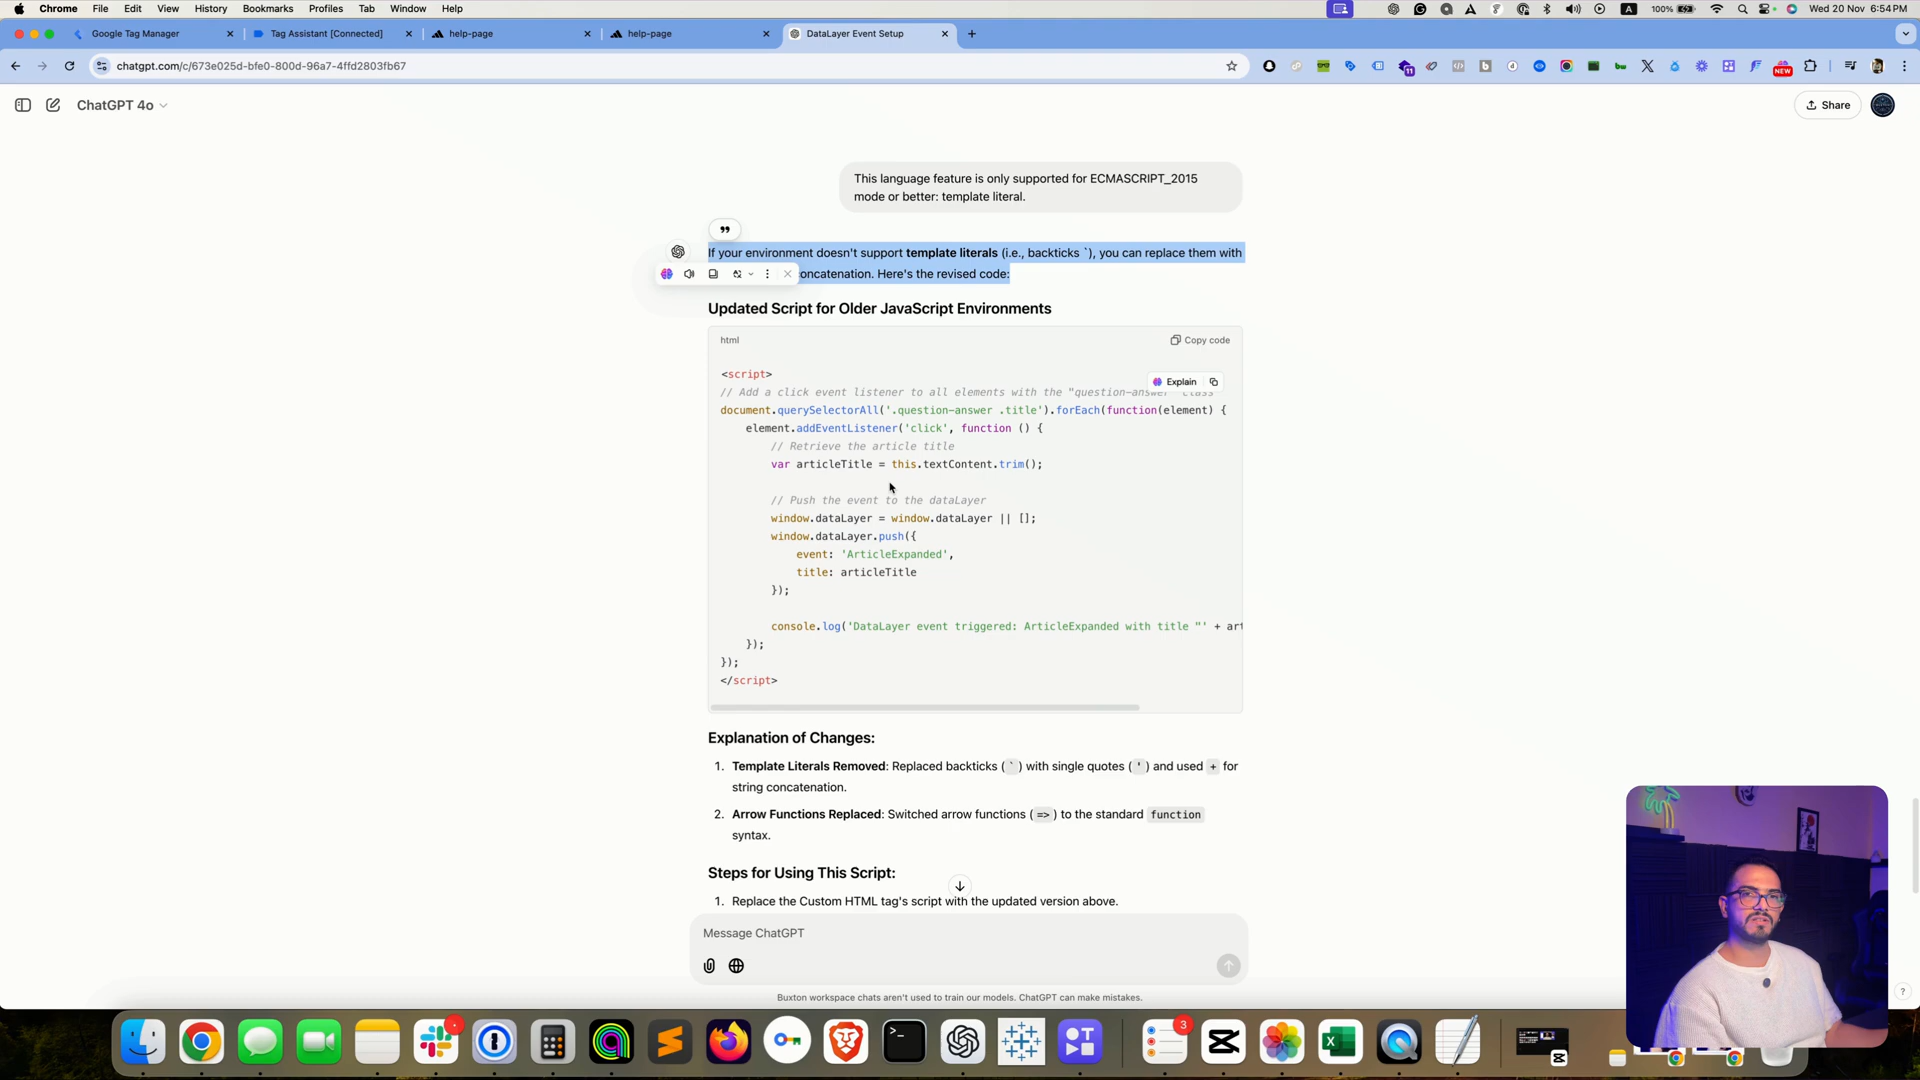 Chrome File Edit View History Bookmarks Profiles Tab Window Help
A 100% Wed 20 Nov 6:54 PM
Google Tag Manager
Tag Assistant [Connected]
help-page
help-page
DataLayer Event Setup
chatgpt.com/c/673e025d-bfe0-800d-96a7-4ffd2803fb67
11
NEW
ChatGPT 4o
Share
This language feature is only supported for ECMASCRIPT_2015
mode or better: template literal.
If your environment doesn't support template literals (i.e., backticks `), you can replace them with
oncatenation. Here's the revised code:
Updated Script for Older JavaScript Environments
html
Copy code
<script>
Explain
// Add a click event listener to all elements with the "question-answer" class
document.querySelectorAll('.question-answer .title').forEach(function(element) {
element.addEventListener('click', function () {
// Retrieve the article title
var articleTitle = this.textContent.trim();
// Push the event to the dataLayer
window.dataLayer = window.dataLayer || [];
window.dataLayer.push({
event: 'ArticleExpanded',
title: articleTitle
});
console.log('DataLayer event triggered: ArticleExpanded with title "' + art
});
});
</script>
Explanation of Changes:
1. Template Literals Removed: Replaced backticks ( ` ) with single quotes ( ' ) and used + for
string concatenation.
2. Arrow Functions Replaced: Switched arrow functions ( => ) to the standard function
syntax.
Steps for Using This Script:
1. Replace the Custom HTML tag's script with the updated version above.
Message ChatGPT
Buxton workspace chats aren't used to train our models. ChatGPT can make mistakes.
?
3